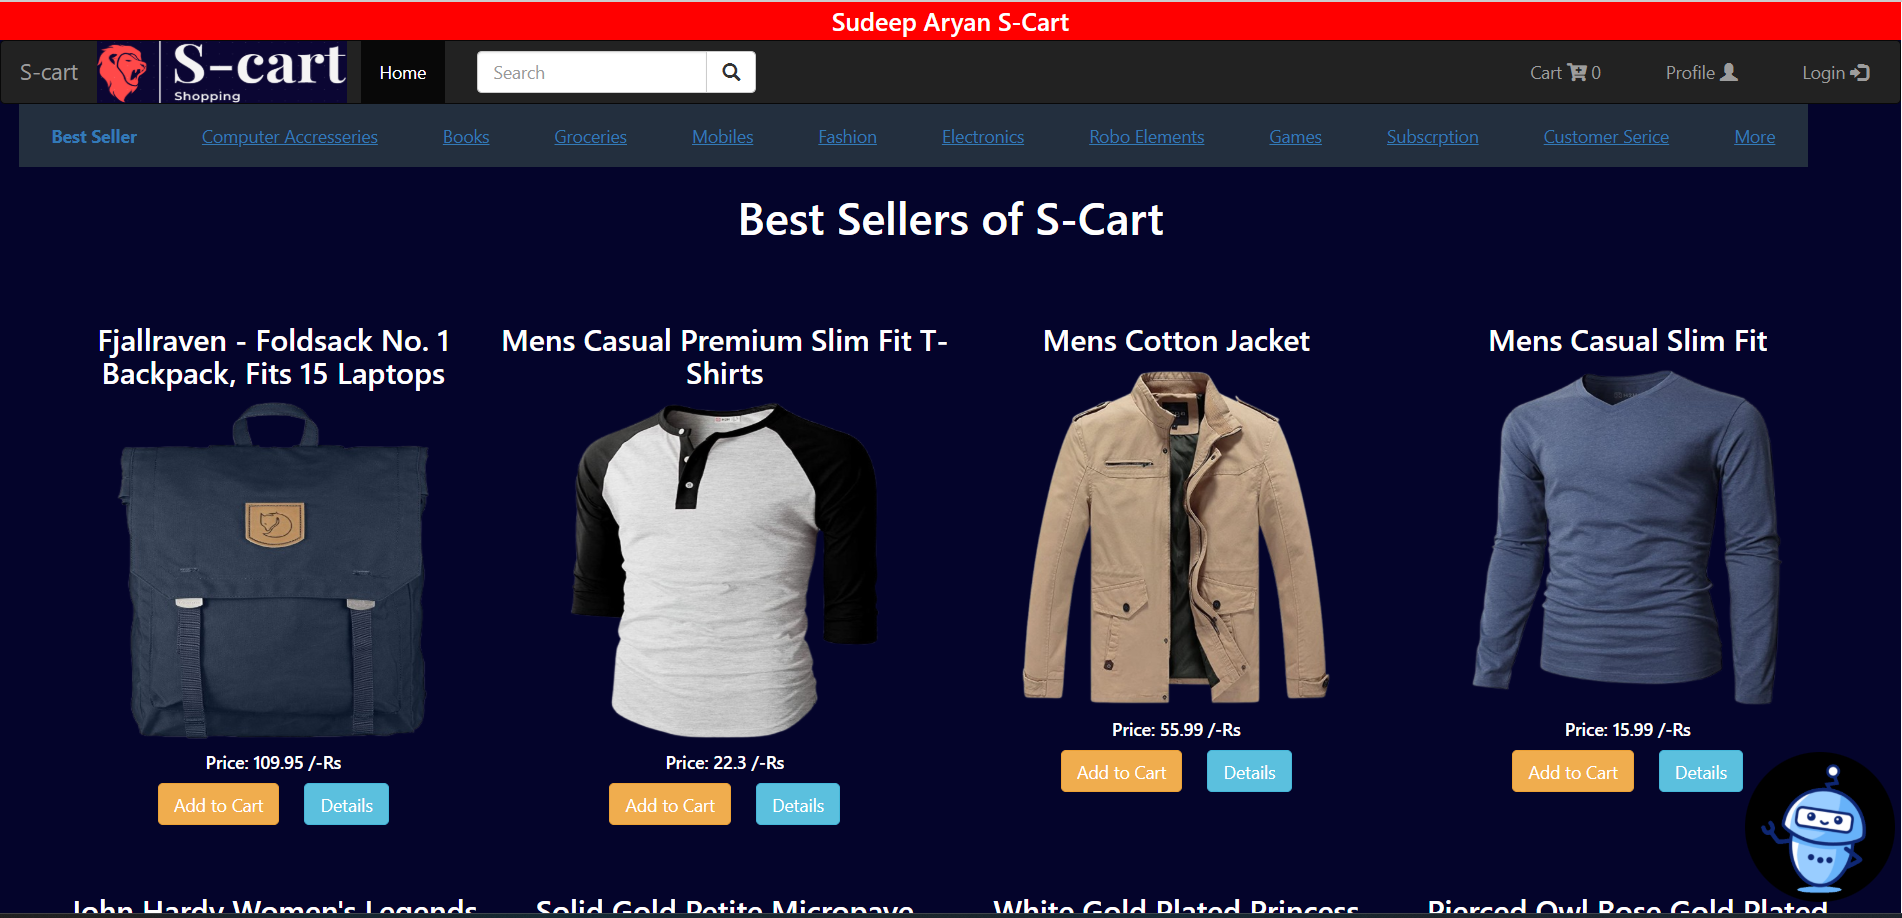 Sudeep Aryan S-Cart
S-cart
S-cart
Shopping
Home
Search
Cart 0
Profile
Login
Best Seller
Computer Accresseries
Books
Groceries
Mobiles
Fashion
Electronics
Robo Elements
Games
Subscrption
Customer Serice
More
Best Sellers of S-Cart
Fjallraven - Foldsack No. 1
Backpack, Fits 15 Laptops
Price: 109.95 /-Rs
Add to Cart
Details
Mens Casual Premium Slim Fit T-
Shirts
Price: 22.3 /-Rs
Add to Cart
Details
Mens Cotton Jacket
Price: 55.99 /-Rs
Add to Cart
Details
Mens Casual Slim Fit
Price: 15.99 /-Rs
Add to Cart
Details
John Hardy Women's Legends
Solid Gold Petite Micropave
White Gold Plated Princess
Pierced Owl Rose Gold Plated